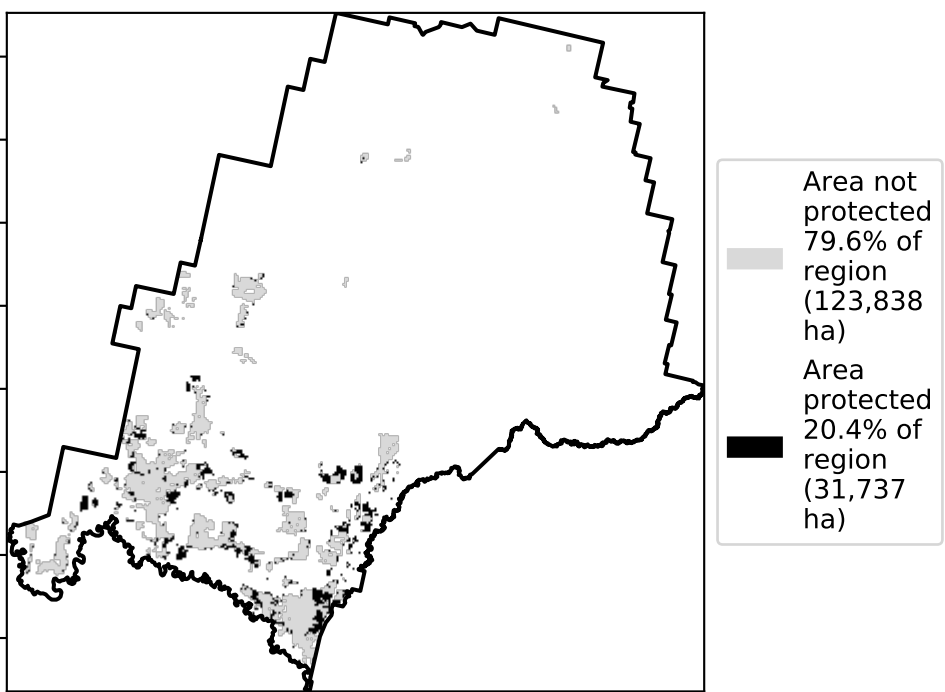 Area not
protected
79.6% of
region
(123,838
ha)
Area
protected
20.4% of
region
(31,737
ha)